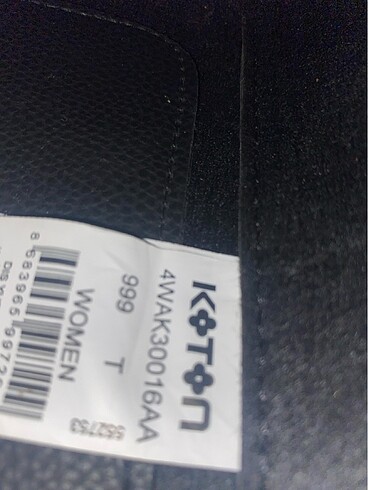 KOTON
4WAK30016AA
999 T
WOMEN
552753